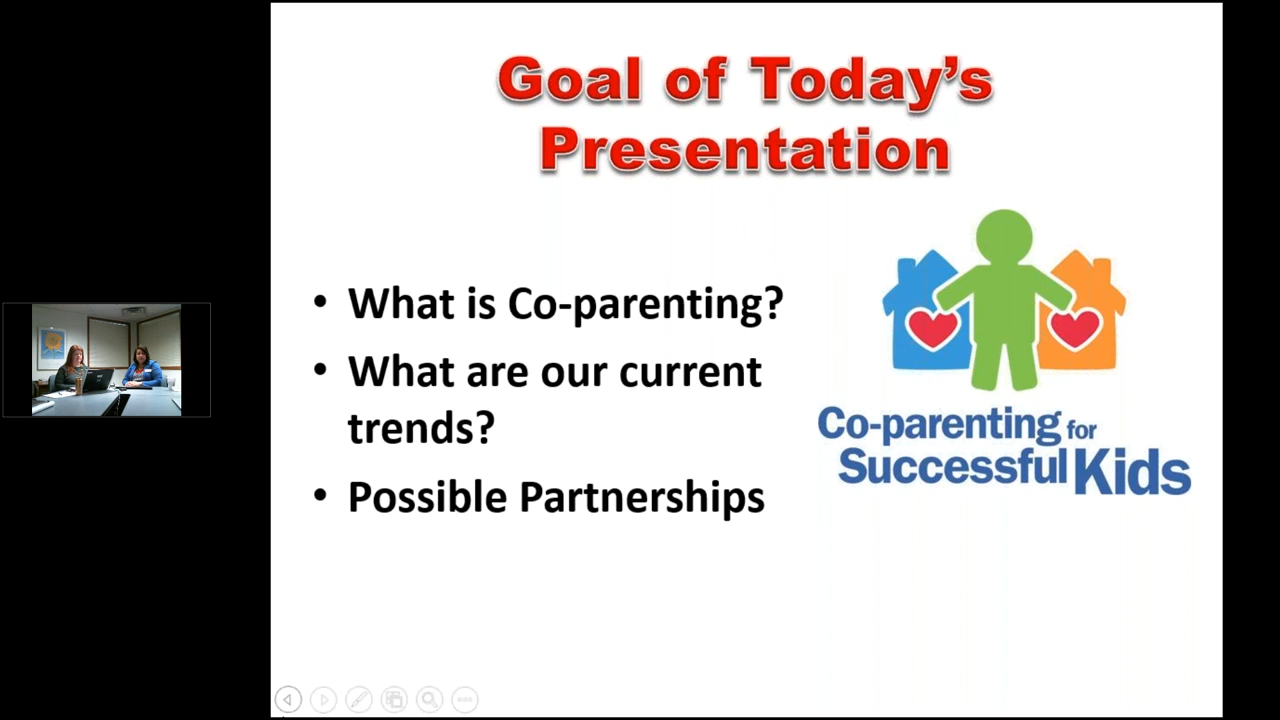 Goal of Today's
Presentation
• What is Co-parenting?
• What are our current
trends?
• Possible Partnerships
Co-parenting for
Successful Kids